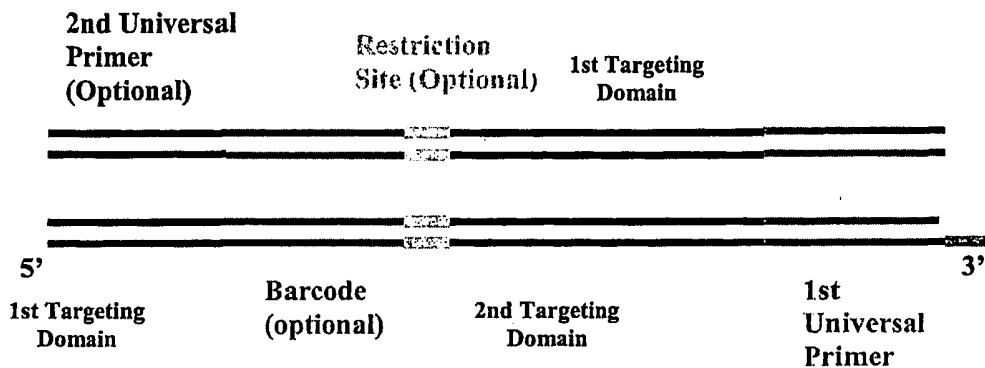 2nd Universal
Primer
(Optional)
Restriction
Site (Optional)
1st Targeting
Domain
5’
3’
1st Targeting
Domain
Barcode
(optional)
2nd Targeting
Domain
1st
Universal
Primer